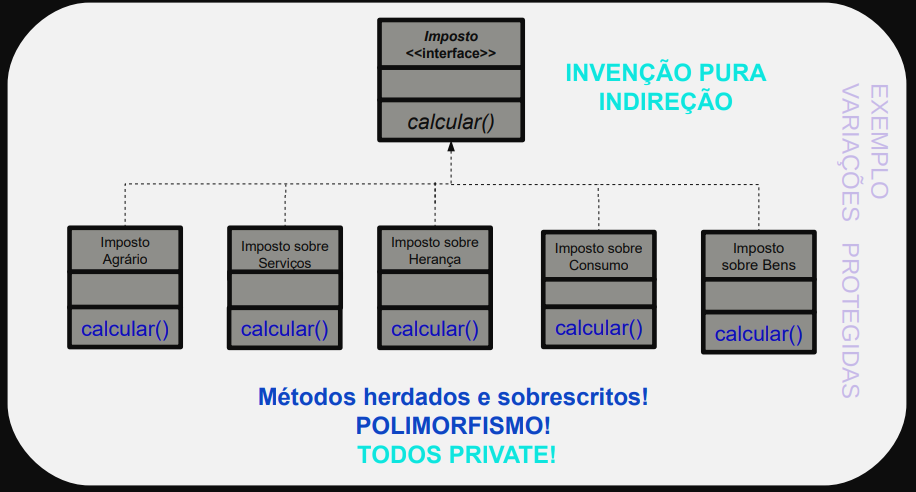 Imposto
<<interface>>
calcular()
INVENÇÃO PURA
INDIREÇÃO
EXEMPLO
VARIAÇÕES PROTEGIDAS
Imposto
Agrário
calcular()
Imposto sobre
Serviços
calcular()
Imposto sobre
Herança
calcular()
Imposto sobre
Consumo
calcular()
Imposto
sobre Bens
calcular()
Métodos herdados e sobrescritos!
POLIMORFISMO!
TODOS PRIVATE!